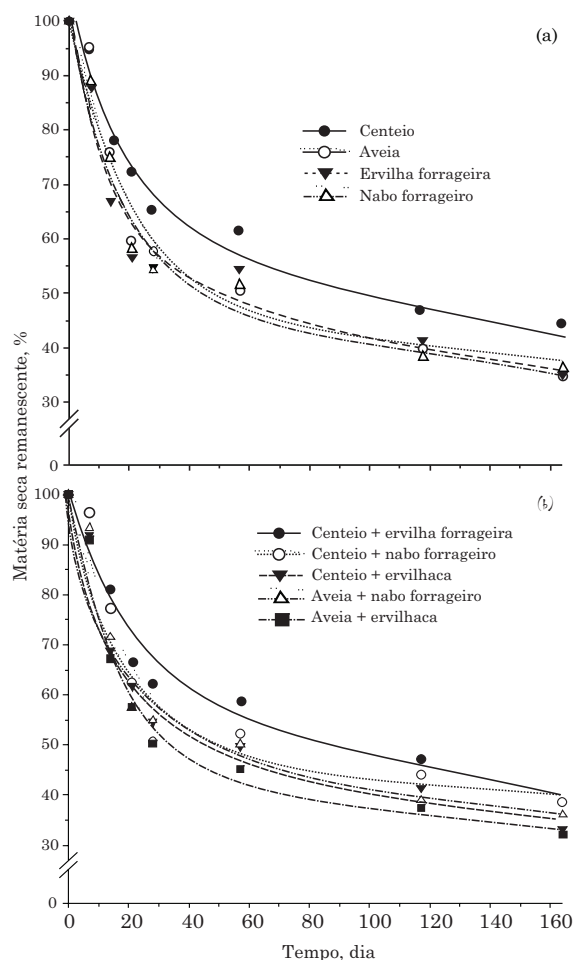 100
90
80
70
60
50
40
30
0
(a)
Centeio
Aveia
Ervilha forrageira
Nabo forrageiro
Matéria seca remanescente, %
100
90
80
70
60
50
40
30
0
(b)
Centeio + ervilha forrageira
Centeio + nabo forrageiro
Centeio + ervilhaca
Aveia + nabo forrageiro
Aveia + ervilhaca
0 20 40 60 80 100 120 140 160
Tempo, dia